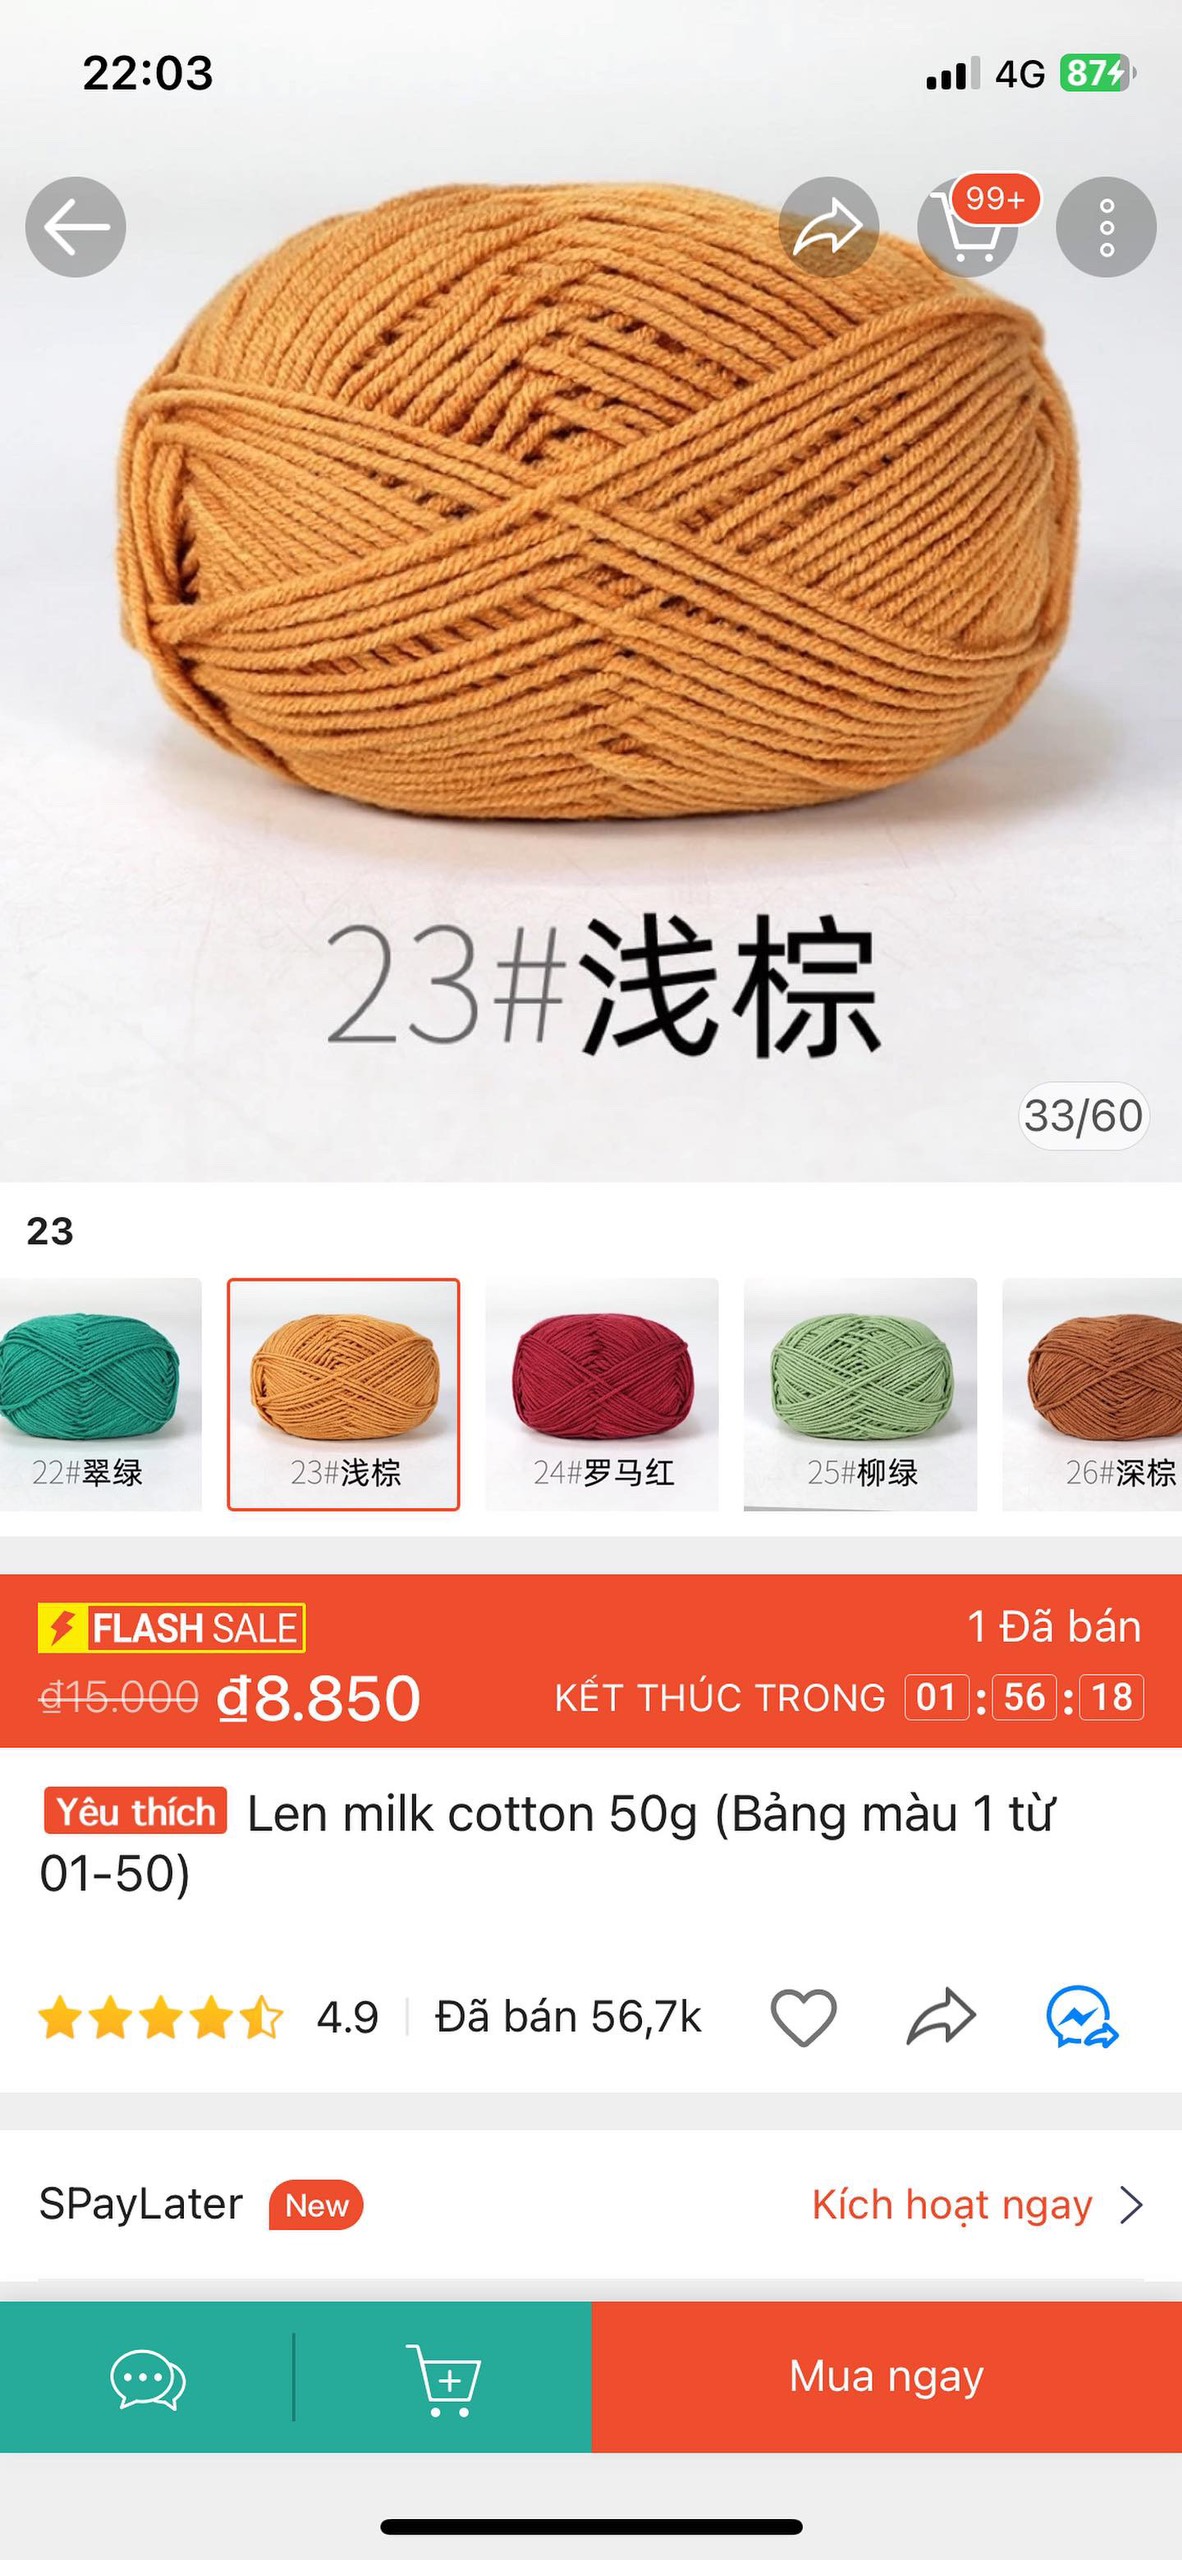 22:03
4G
87
99+
23#浅棕
33/60
23
22#翠绿
23#浅棕
24#罗马红
25#柳绿
26#深棕
FLASH SALE
1 Đã bán
₫15.000 ₫8.850
KẾT THÚC TRONG 01 : 56 : 18
Yêu thích Len milk cotton 50g (Bảng màu 1 từ
01-50)
4.9 Đã bán 56,7k
SPayLater New
Kích hoạt ngay
Mua ngay